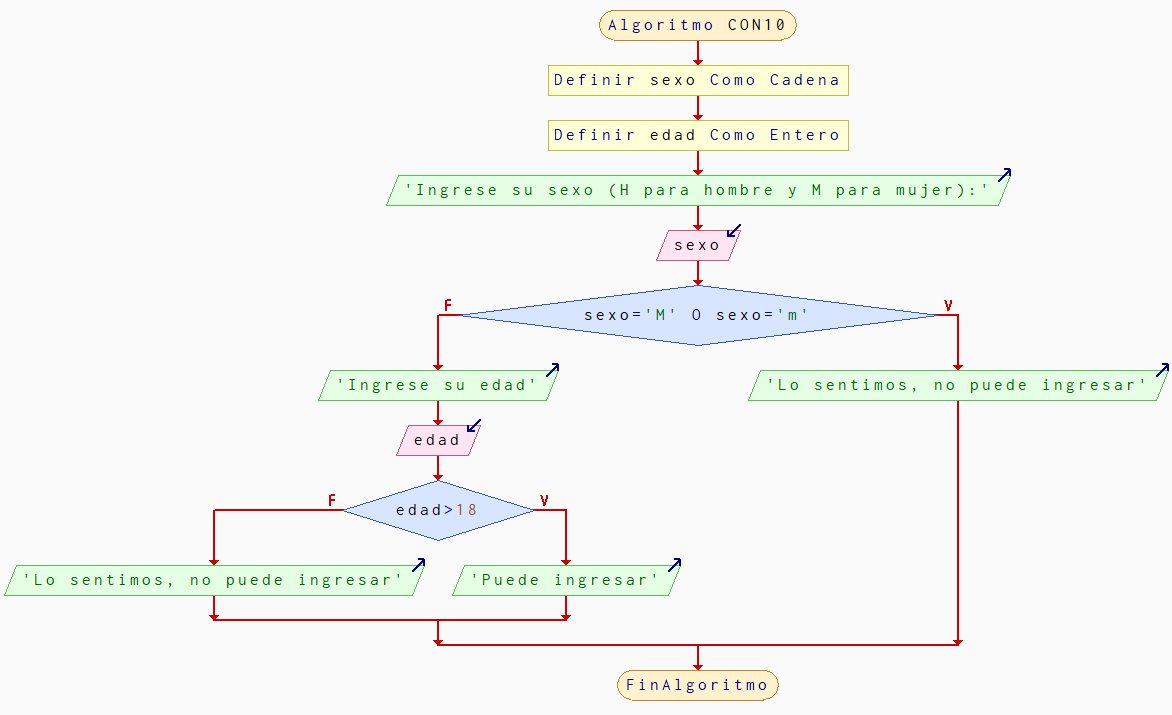 Algoritmo CON10
Definir sexo Como Cadena
Definir edad Como Entero
'Ingrese su sexo (H para hombre y M para mujer):'
sexo
F
V
sexo='M' O sexo='m'
'Ingrese su edad'
'Lo sentimos, no puede ingresar'
edad
F
V
edad>18
'Lo sentimos, no puede ingresar'
'Puede ingresar'
FinAlgoritmo